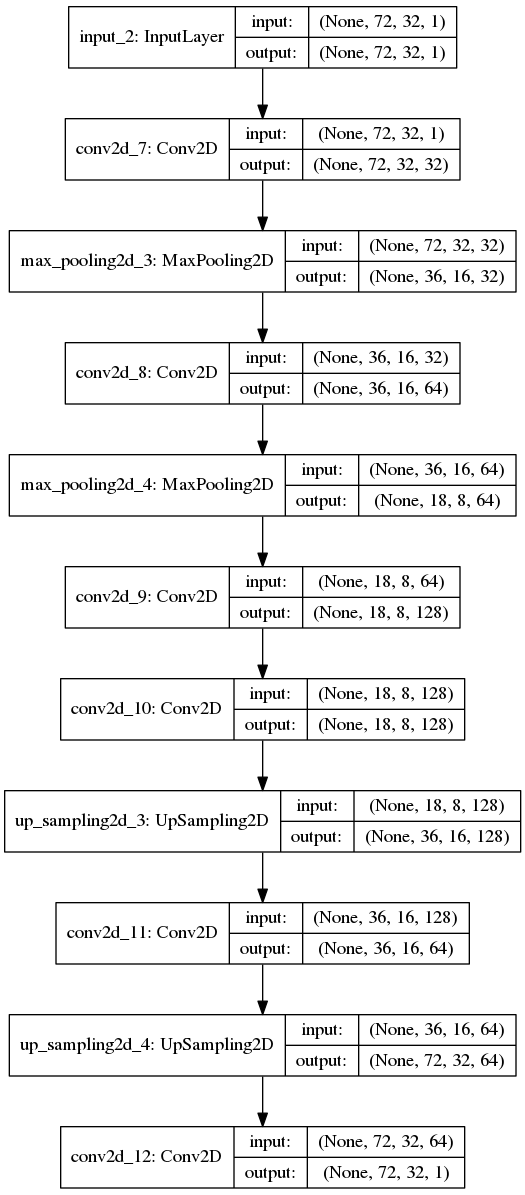 input_2: InputLayer
input: (None, 72, 32, 1)
output: (None, 72, 32, 1)
conv2d_7: Conv2D
input: (None, 72, 32, 1)
output: (None, 72, 32, 32)
max_pooling2d_3: MaxPooling2D
input: (None, 72, 32, 32)
output: (None, 36, 16, 32)
conv2d_8: Conv2D
input: (None, 36, 16, 32)
output: (None, 36, 16, 64)
max_pooling2d_4: MaxPooling2D
input: (None, 36, 16, 64)
output: (None, 18, 8, 64)
conv2d_9: Conv2D
input: (None, 18, 8, 64)
output: (None, 18, 8, 128)
conv2d_10: Conv2D
input: (None, 18, 8, 128)
output: (None, 18, 8, 128)
up_sampling2d_3: UpSampling2D
input: (None, 18, 8, 128)
output: (None, 36, 16, 128)
conv2d_11: Conv2D
input: (None, 36, 16, 128)
output: (None, 36, 16, 64)
up_sampling2d_4: UpSampling2D
input: (None, 36, 16, 64)
output: (None, 72, 32, 64)
conv2d_12: Conv2D
input: (None, 72, 32, 64)
output: (None, 72, 32, 1)